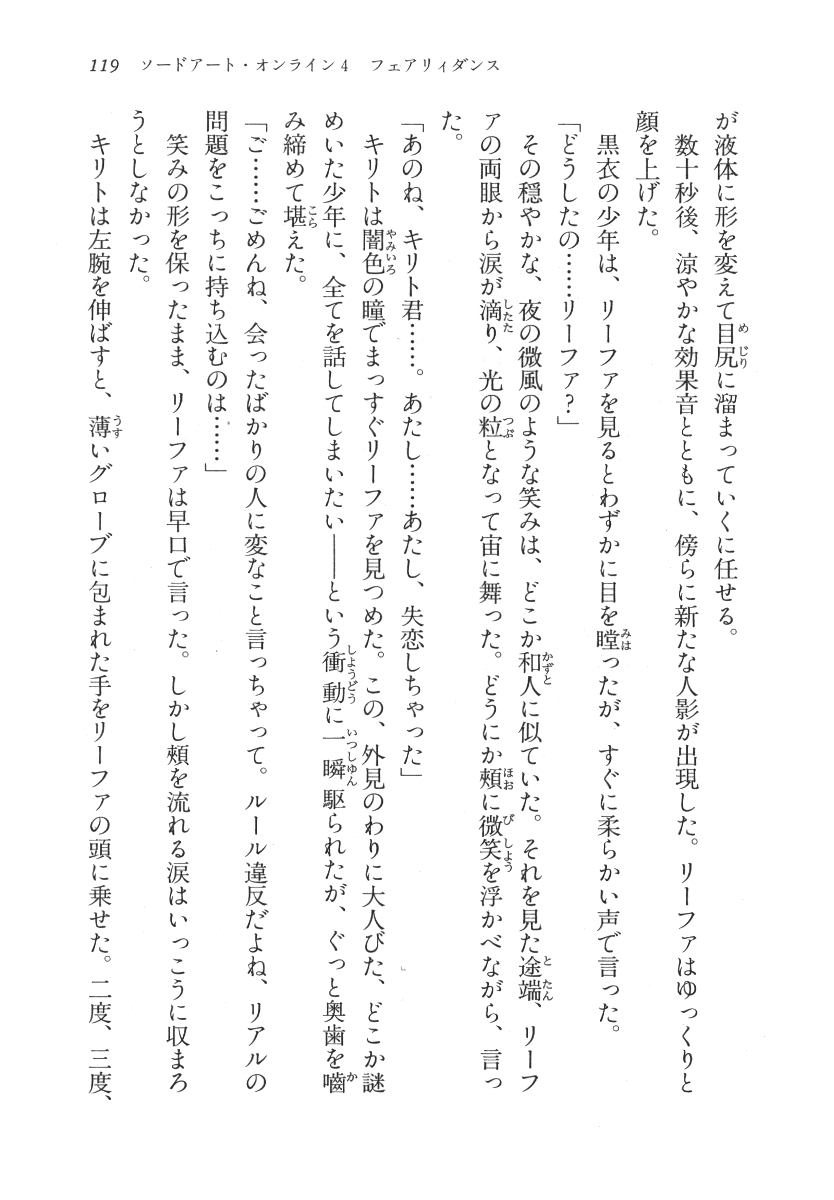 119 ソードアート・オンライン4 フェアリィダンス
が液体に形を変えて目尻に溜まっていくに任せる。
数十秒後、涼やかな効果音とともに、傍らに新たな人影が出現した。リーファはゆっくりと
顔を上げた。
黒衣の少年は、リーファを見るとわずかに目を瞠ったが、すぐに柔らかい声で言った。
「どうしたの……リーファ？」
その穏やかな、夜の微風のような笑みは、どこか和人に似ていた。それを見た途端、リーフ
ァの両眼から涙が滴り、光の粒となって宙に舞った。どうにか頰に微笑を浮かべながら、言っ
た。
「あのね、キリト君……。あたし……あたし、失恋しちゃった」
キリトは闇色の瞳でまっすぐリーファを見つめた。この、外見のわりに大人びた、どこか謎
めいた少年に、全てを話してしまいたい――という衝動に一瞬駆られたが、ぐっと奥歯を嚙
み締めて堪えた。
「ご……ごめんね、会ったばかりの人に変なこと言っちゃって。ルール違反だよね、リアルの
問題をこっちに持ち込むのは……」
笑みの形を保ったまま、リーファは早口で言った。しかし頰を流れる涙はいっこうに収まろ
うとしなかった。
キリトは左腕を伸ばすと、薄いグローブに包まれた手をリーファの頭に乗せた。二度、三度、